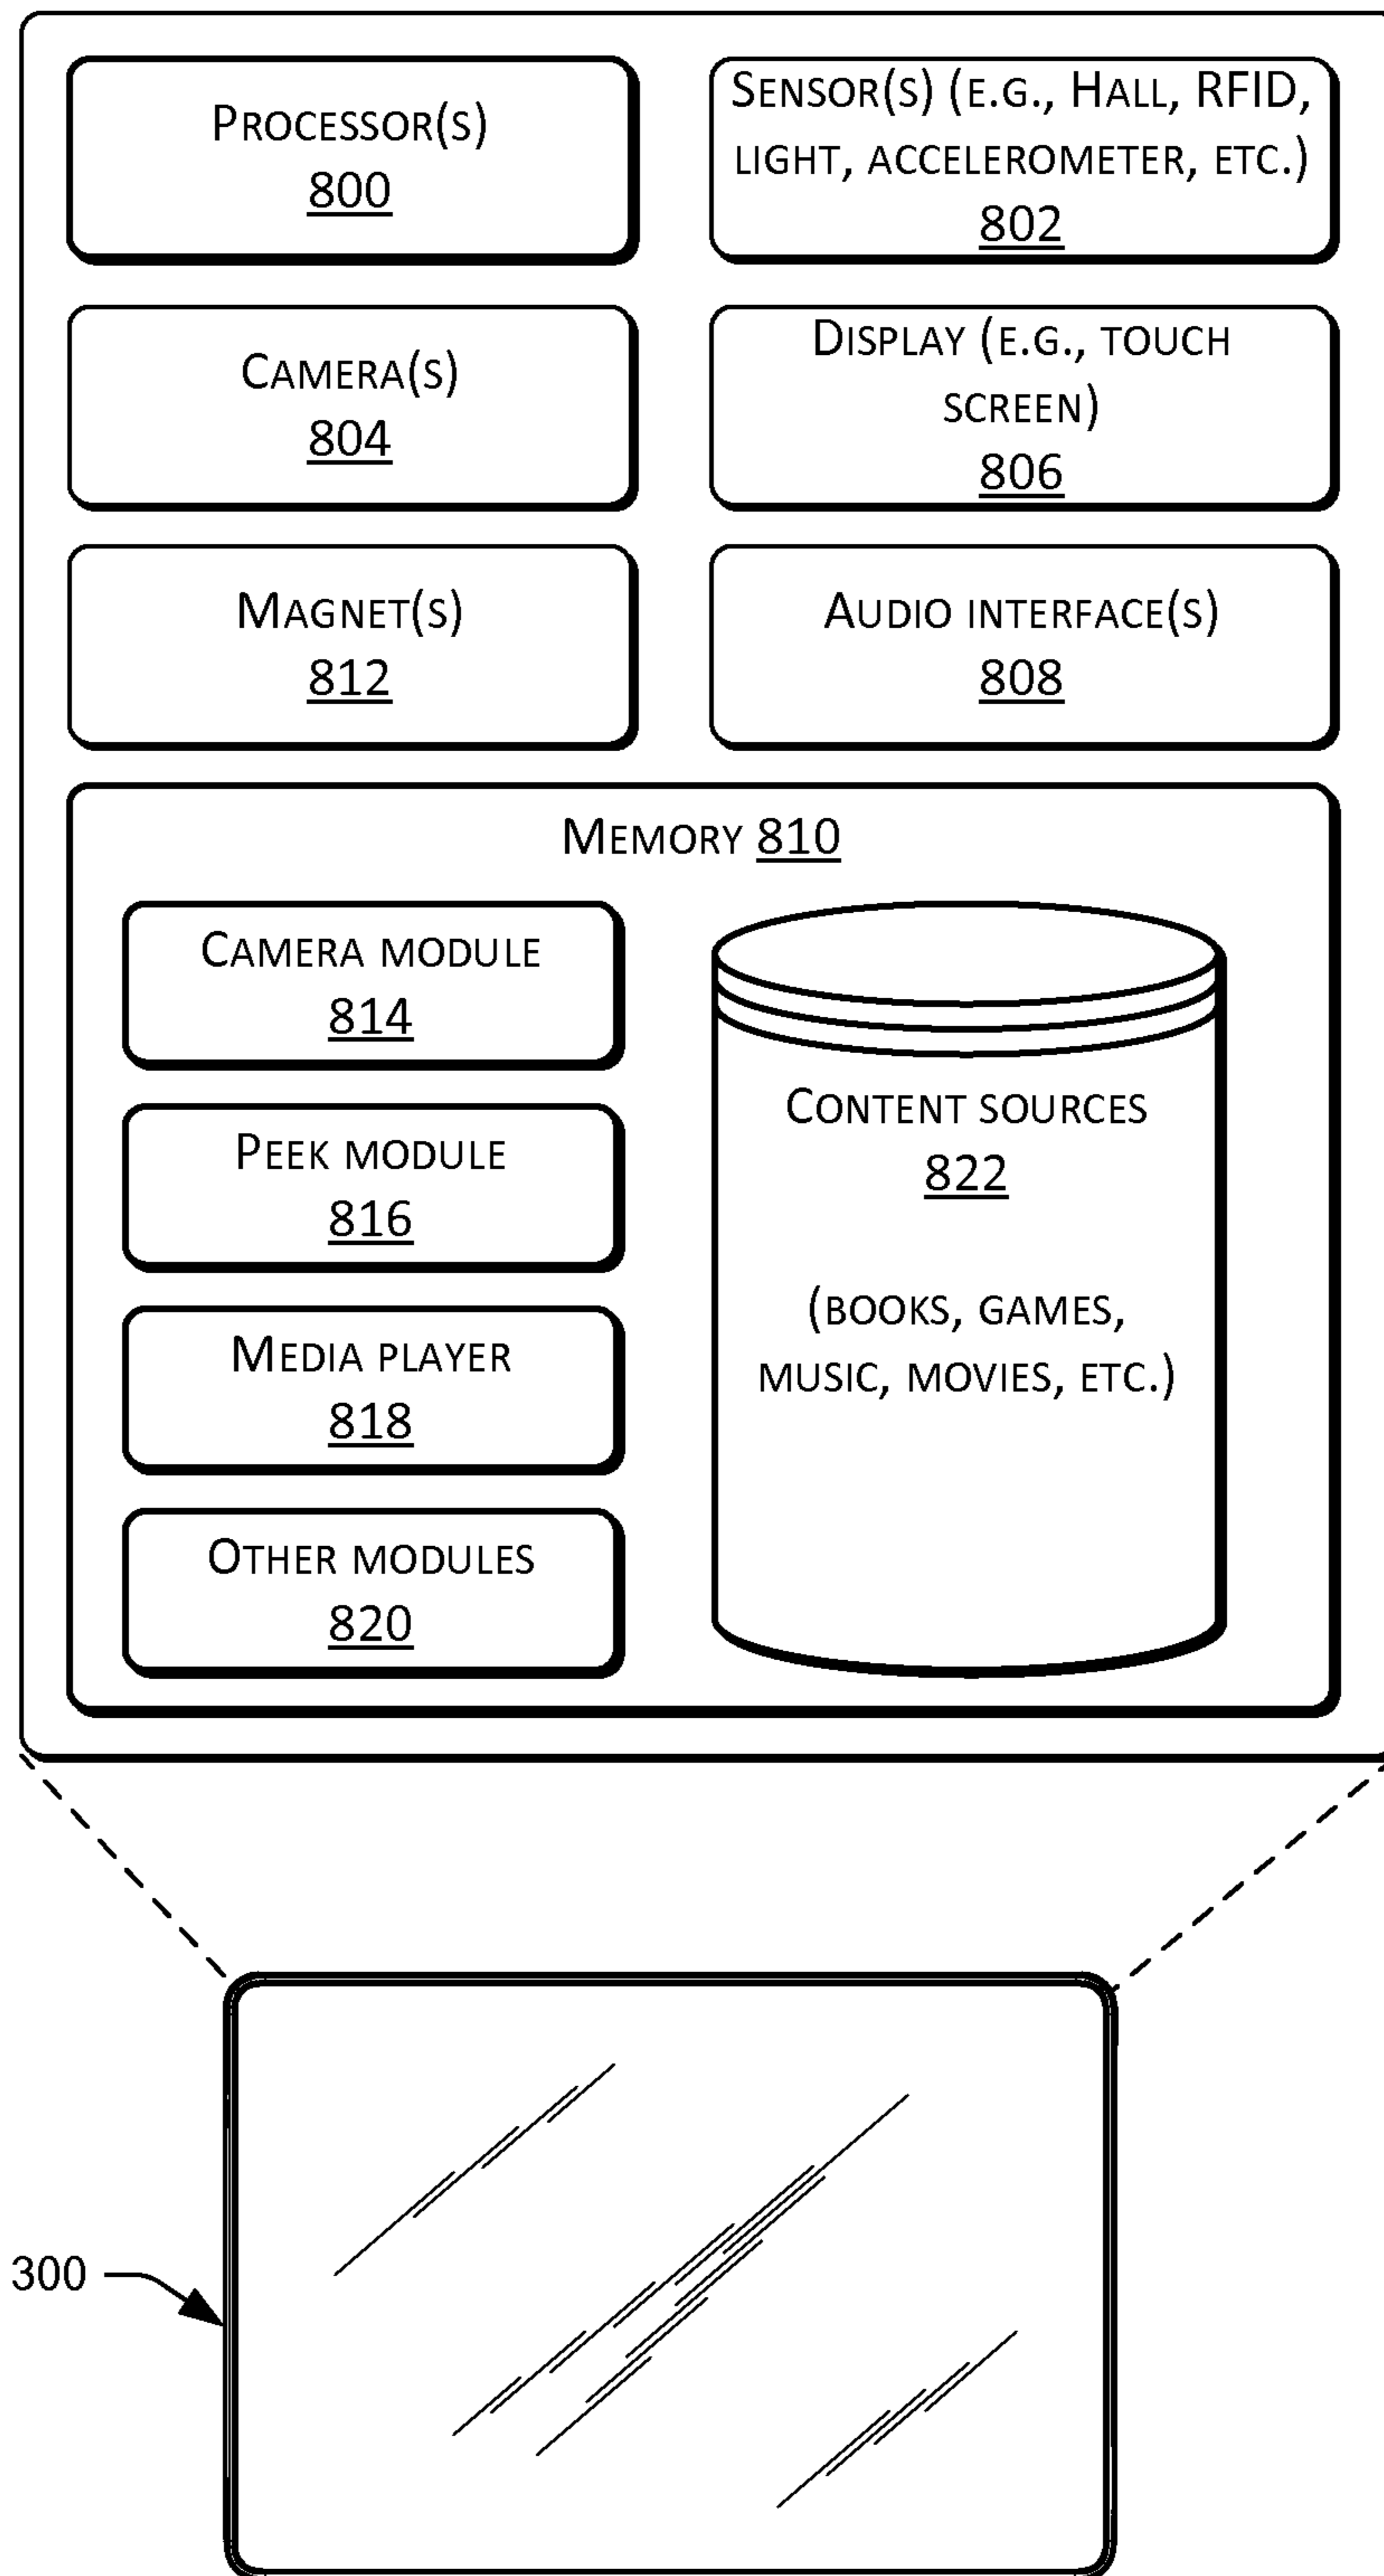 Processor(s)
800
Sensor(s) (e.g., Hall, RFID,
light, accelerometer, etc.)
802
Camera(s)
804
Display (e.g., touch
screen)
806
Magnet(s)
812
Audio interface(s)
808
Memory 810
Camera module
814
Peek module
816
Media player
818
Other modules
820
Content sources
822
(books, games,
music, movies, etc.)
300